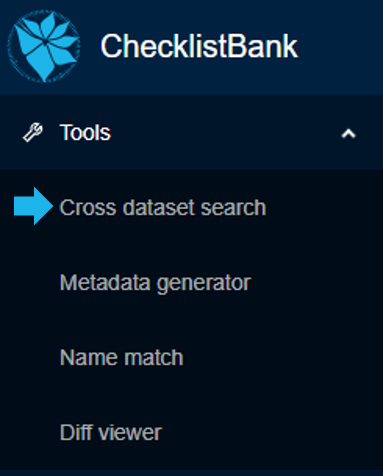 ChecklistBank
Tools
Cross dataset search
Metadata generator
Name match
Diff viewer